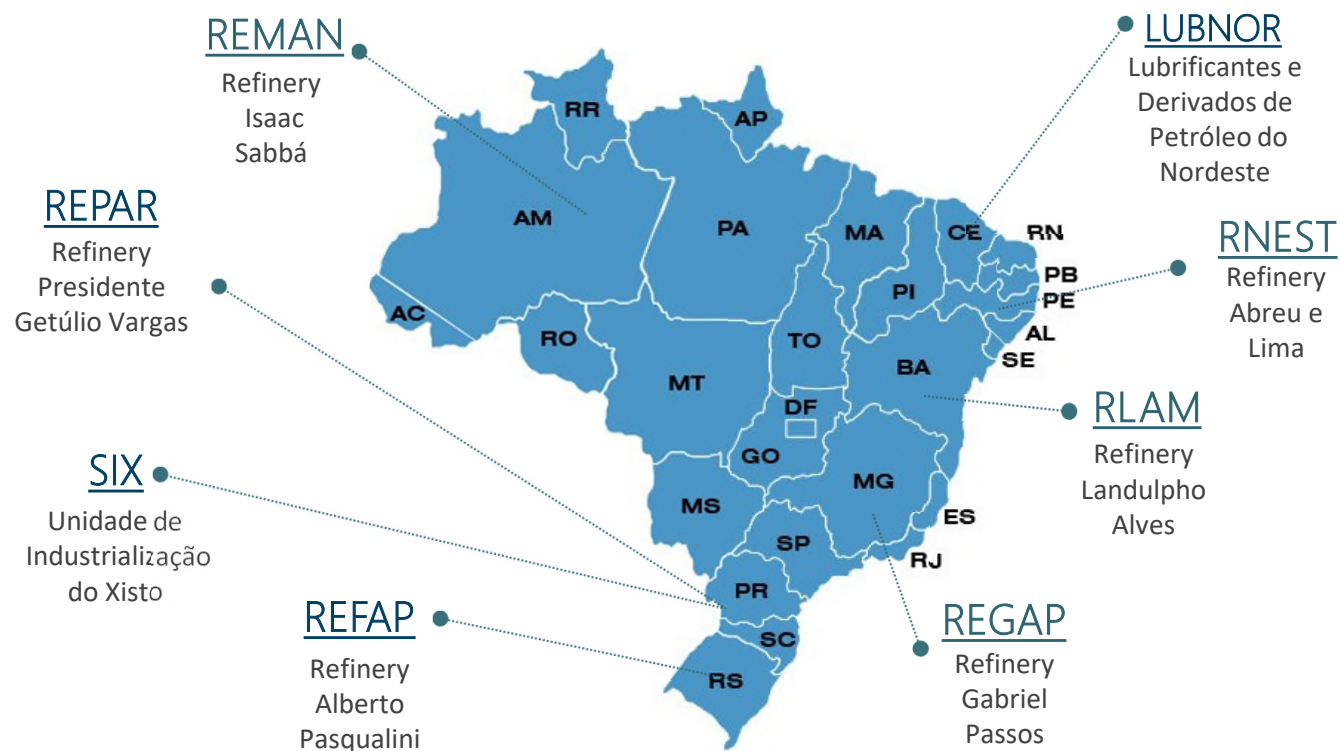 REMAN
Refinery
Isaac
Sabbá
LUBNOR
Lubrificantes e
Derivados de
Petróleo do
Nordeste
REPAR
Refinery
Presidente
Getúlio Vargas
RNEST
Refinery
Abreu e
Lima
SIX
Unidade de
Industrialização
do Xisto
RLAM
Refinery
Landulpho
Alves
REFAP
Refinery
Alberto
Pasqualini
REGAP
Refinery
Gabriel
Passos
RR
AP
AM
PA
MA
CE
RN
PB
PI
PE
AC
AL
RO
TO
SE
MT
BA
DF
GO
MG
MS
ES
SP
RJ
PR
SC
RS